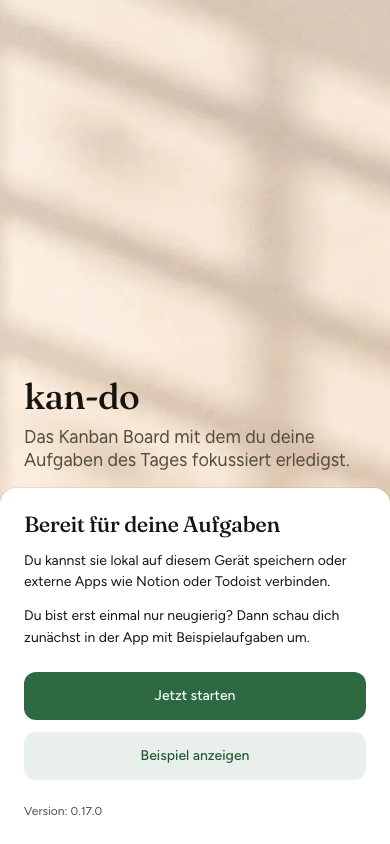 kan-do
Das Kanban Board mit dem du deine
Aufgaben des Tages fokussiert erledigst.
Bereit für deine Aufgaben
Du kannst sie lokal auf diesem Gerät speichern oder
externe Apps wie Notion oder Todoist verbinden.
Du bist erst einmal nur neugierig? Dann schau dich
zunächst in der App mit Beispielaufgaben um.
Jetzt starten
Beispiel anzeigen
Version: 0.17.0